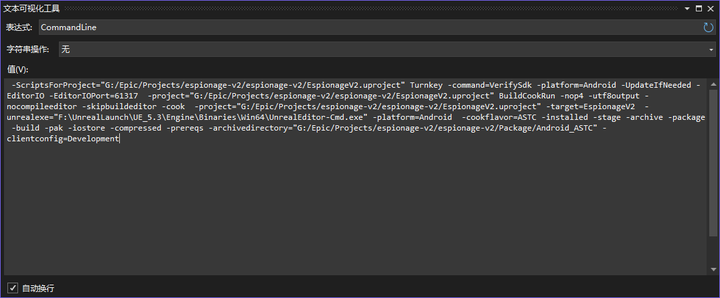 文本可视化工具
表达式: CommandLine
字符串操作: 无
值(V):
-ScriptsForProject="G:/Epic/Projects/espionage-v2/espionage-v2/EspionageV2.uproject" Turnkey -command=VerifySdk -platform=Android -UpdateIfNeeded -
EditorIO -EditorIOPort=61317  -project="G:/Epic/Projects/espionage-v2/espionage-v2/EspionageV2.uproject" BuildCookRun -nop4 -utf8output -
nocompileeditor -skipbuildeditor -cook  -project="G:/Epic/Projects/espionage-v2/espionage-v2/EspionageV2.uproject" -target=EspionageV2  -
unrealexe="F:\UnrealLaunch\UE_5.3\Engine\Binaries\Win64\UnrealEditor-Cmd.exe" -platform=Android  -cookflavor=ASTC -installed -stage -archive -package
-build -pak -iostore -compressed -prereqs -archivedirectory="G:/Epic/Projects/espionage-v2/espionage-v2/Package/Android_ASTC" -
clientconfig=Development
自动换行